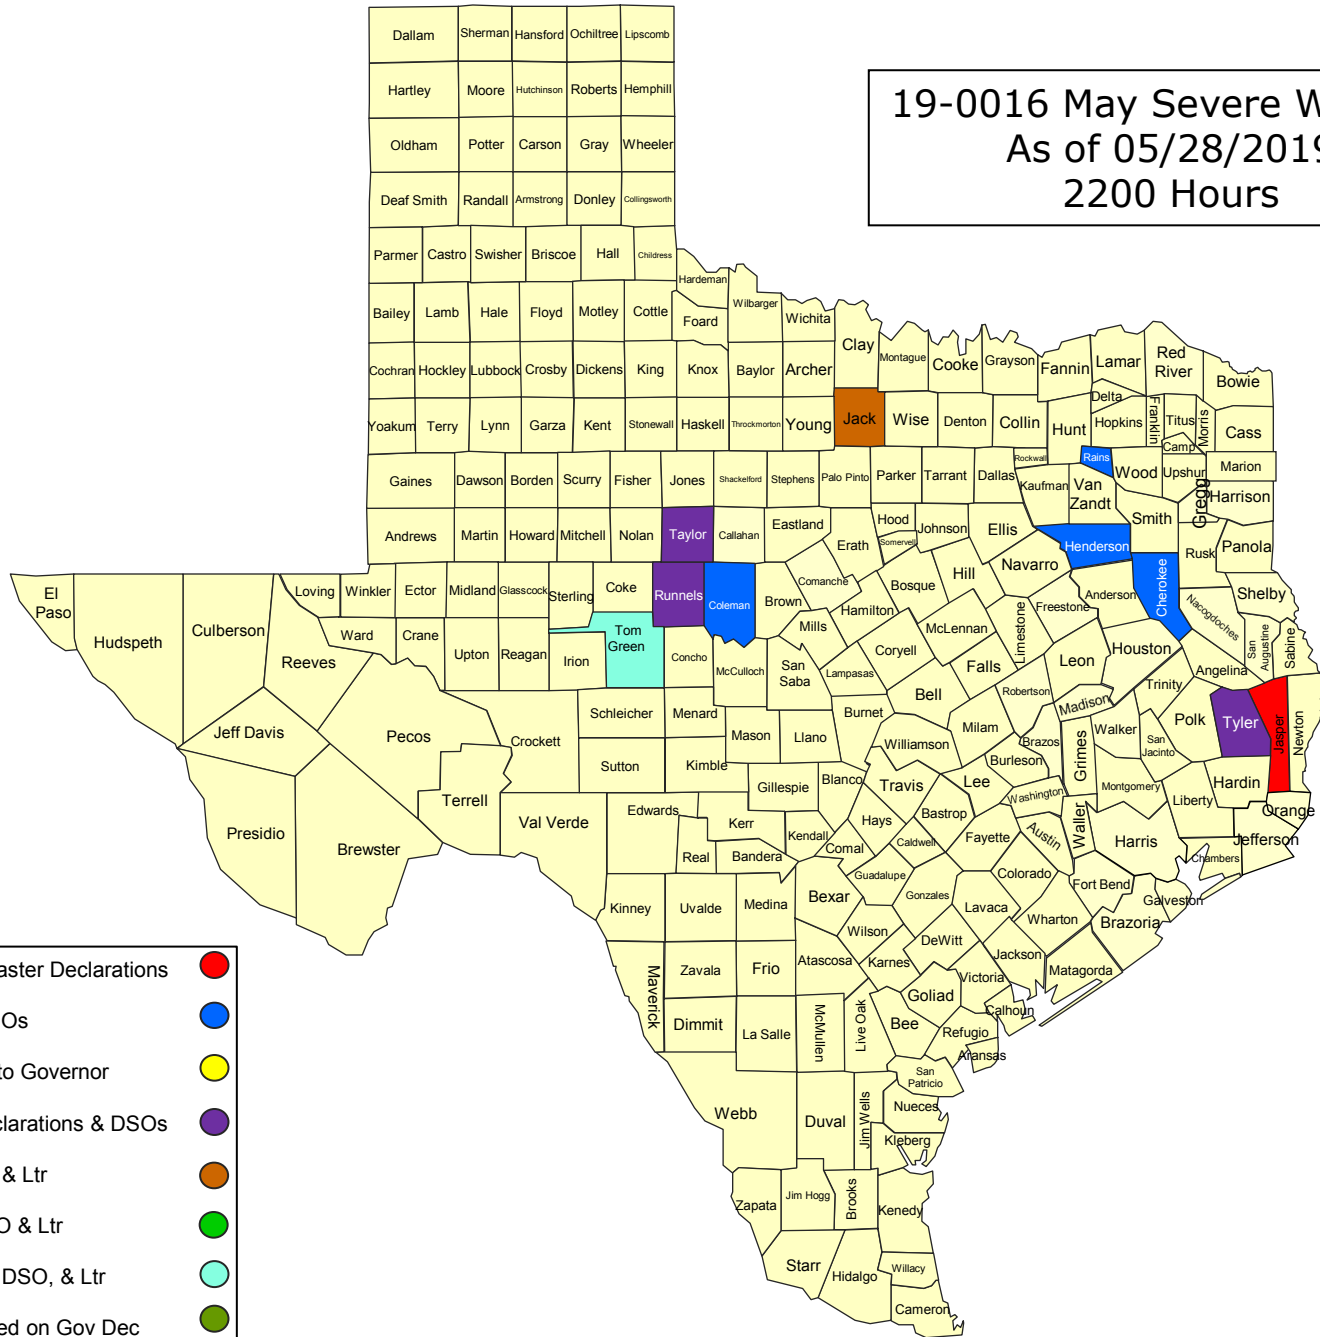 Dallam Sherman Hansford Ochiltree Lipscomb
Hartley Moore Hutchinson Roberts Hemphill
19-0016 May Severe W
As of 05/28/2019
2200 Hours
Oldham Potter Carson Gray Wheeler
Deaf Smith Randall Armstrong Donley Collingsworth
Parmer Castro Swisher Briscoe Hall Childress
Hardeman
Bailey Lamb Hale Floyd Motley Cottle Foard Wilbarger Wichita
Clay Montague Cooke Grayson Fannin Lamar Red River Bowie
Cochran Hockley Lubbock Crosby Dickens King Knox Baylor Archer
Delta
Yoakum Terry Lynn Garza Kent Stonewall Haskell Throckmorton Young Jack Wise Denton Collin Hunt Hopkins Franklin Titus Morris Cass
Camp
Rockwall Rains
Gaines Dawson Borden Scurry Fisher Jones Shackelford Stephens Palo Pinto Parker Tarrant Dallas Kaufman Van Zandt Wood Upshur Marion
Gregg Harrison
Andrews Martin Howard Mitchell Nolan Taylor Callahan Eastland Erath Hood Somervell Johnson Ellis Henderson Smith Rusk Panola
El Paso Hudspeth Culberson Loving Winkler Ector Midland Glasscock Sterling Coke Runnels Coleman Brown Comanche Hamilton Bosque Hill Navarro Freestone Anderson Cherokee Nacogdoches Shelby
Reeves Ward Crane Upton Reagan Irion Tom Green Concho McCulloch San Saba Mills Lampasas Coryell McLennan Limestone Falls Leon Houston Angelina San Augustine Sabine
Jeff Davis Pecos Crockett Schleicher Menard Mason Llano Burnet Bell Milam Robertson Madison Trinity Walker Polk Tyler Jasper Newton
Sutton Kimble Gillespie Blanco Williamson Travis Lee Burleson Brazos Grimes San Jacinto
Presidio Brewster Terrell Val Verde Edwards Kerr Kendall Hays Bastrop Washington Montgomery Liberty Hardin Orange
Real Bandera Comal Caldwell Fayette Austin Waller Harris Chambers Jefferson
Kinney Uvalde Medina Bexar Guadalupe Gonzales Lavaca Colorado Fort Bend Galveston
Wilson DeWitt Wharton Brazoria
Maverick Zavala Frio Atascosa Karnes Victoria Jackson Matagorda
Dimmit La Salle McMullen Live Oak Bee Goliad Refugio Calhoun
Aransas
San Patricio
Webb Duval Jim Wells Nueces
Kleberg
Zapata Jim Hogg Brooks Kenedy
Starr Hidalgo Willacy
Cameron
aster Declarations
Os
to Governor
clarations & DSOs
& Ltr
O & Ltr
DSO, & Ltr
ed on Gov Dec